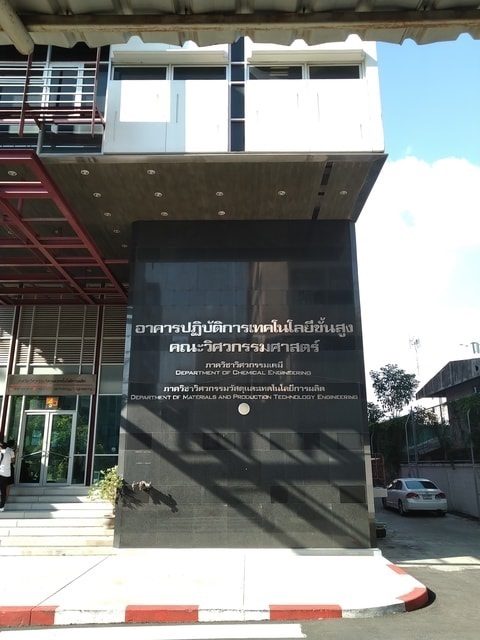 อาคารปฏิบัติการเทคโนโลยีขั้นสูง
คณะวิศวกรรมศาสตร์
ภาควิชาวิศวกรรมเคมี
DEPARTMENT OF CHEMICAL ENGINEERING
ภาควิชาวิศวกรรมวัสดุและเทคโนโลยีการผลิต
DEPARTMENT OF MATERIALS AND PRODUCTION TECHNOLOGY ENGINEERING